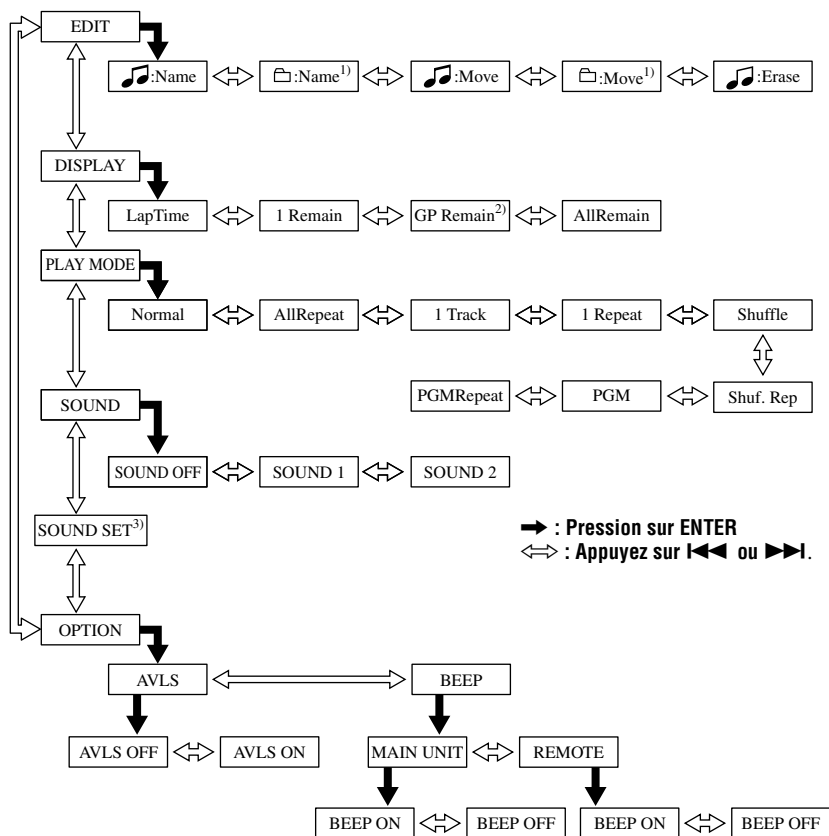 EDIT
♫:Name
🗀:Name1)
♫:Move
🗀:Move1)
♫:Erase
DISPLAY
LapTime
1 Remain
GP Remain2)
AllRemain
PLAY MODE
Normal
AllRepeat
1 Track
1 Repeat
Shuffle
PGMRepeat
PGM
Shuf. Rep
SOUND
SOUND OFF
SOUND 1
SOUND 2
SOUND SET3)
➡ : Pression sur ENTER
⇔ : Appuyez sur I◀◀ ou ▶▶I.
OPTION
AVLS
BEEP
AVLS OFF
AVLS ON
MAIN UNIT
REMOTE
BEEP ON
BEEP OFF
BEEP ON
BEEP OFF